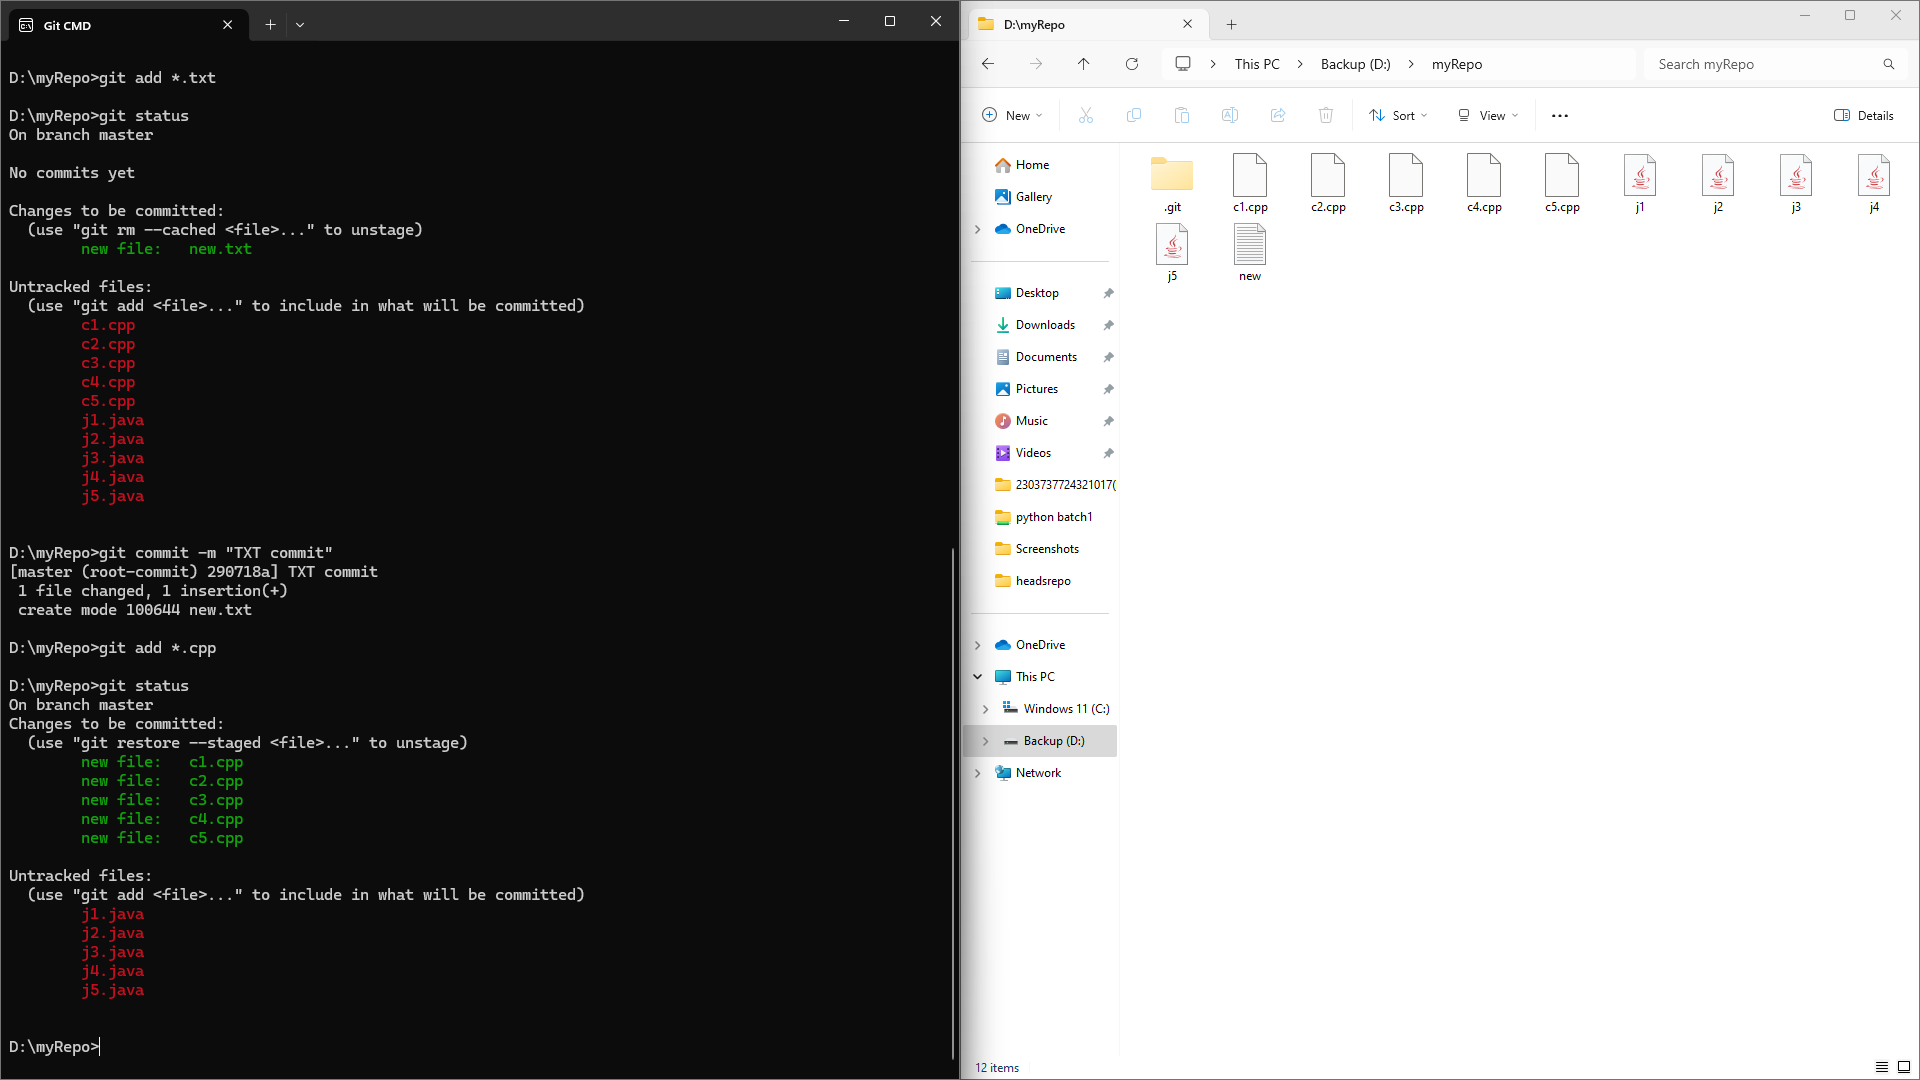 Git CMD
D:\myRepo>git add *.txt
D:\myRepo>git status
On branch master
No commits yet
Changes to be committed:
  (use "git rm --cached <file>..." to unstage)
        new file:   new.txt
Untracked files:
  (use "git add <file>..." to include in what will be committed)
        c1.cpp
        c2.cpp
        c3.cpp
        c4.cpp
        c5.cpp
        j1.java
        j2.java
        j3.java
        j4.java
        j5.java
D:\myRepo>git commit -m "TXT commit"
[master (root-commit) 290718a] TXT commit
 1 file changed, 1 insertion(+)
 create mode 100644 new.txt
D:\myRepo>git add *.cpp
D:\myRepo>git status
On branch master
Changes to be committed:
  (use "git restore --staged <file>..." to unstage)
        new file:   c1.cpp
        new file:   c2.cpp
        new file:   c3.cpp
        new file:   c4.cpp
        new file:   c5.cpp
Untracked files:
  (use "git add <file>..." to include in what will be committed)
        j1.java
        j2.java
        j3.java
        j4.java
        j5.java
D:\myRepo>
D:\myRepo
This PC > Backup (D:) > myRepo
Search myRepo
New
Sort
View
Details
Home
Gallery
OneDrive
Desktop
Downloads
Documents
Pictures
Music
Videos
2303737724321017(
python batch1
Screenshots
headsrepo
OneDrive
This PC
Windows 11 (C:)
Backup (D:)
Network
.git
c1.cpp
c2.cpp
c3.cpp
c4.cpp
c5.cpp
j1
j2
j3
j4
j5
new
12 items